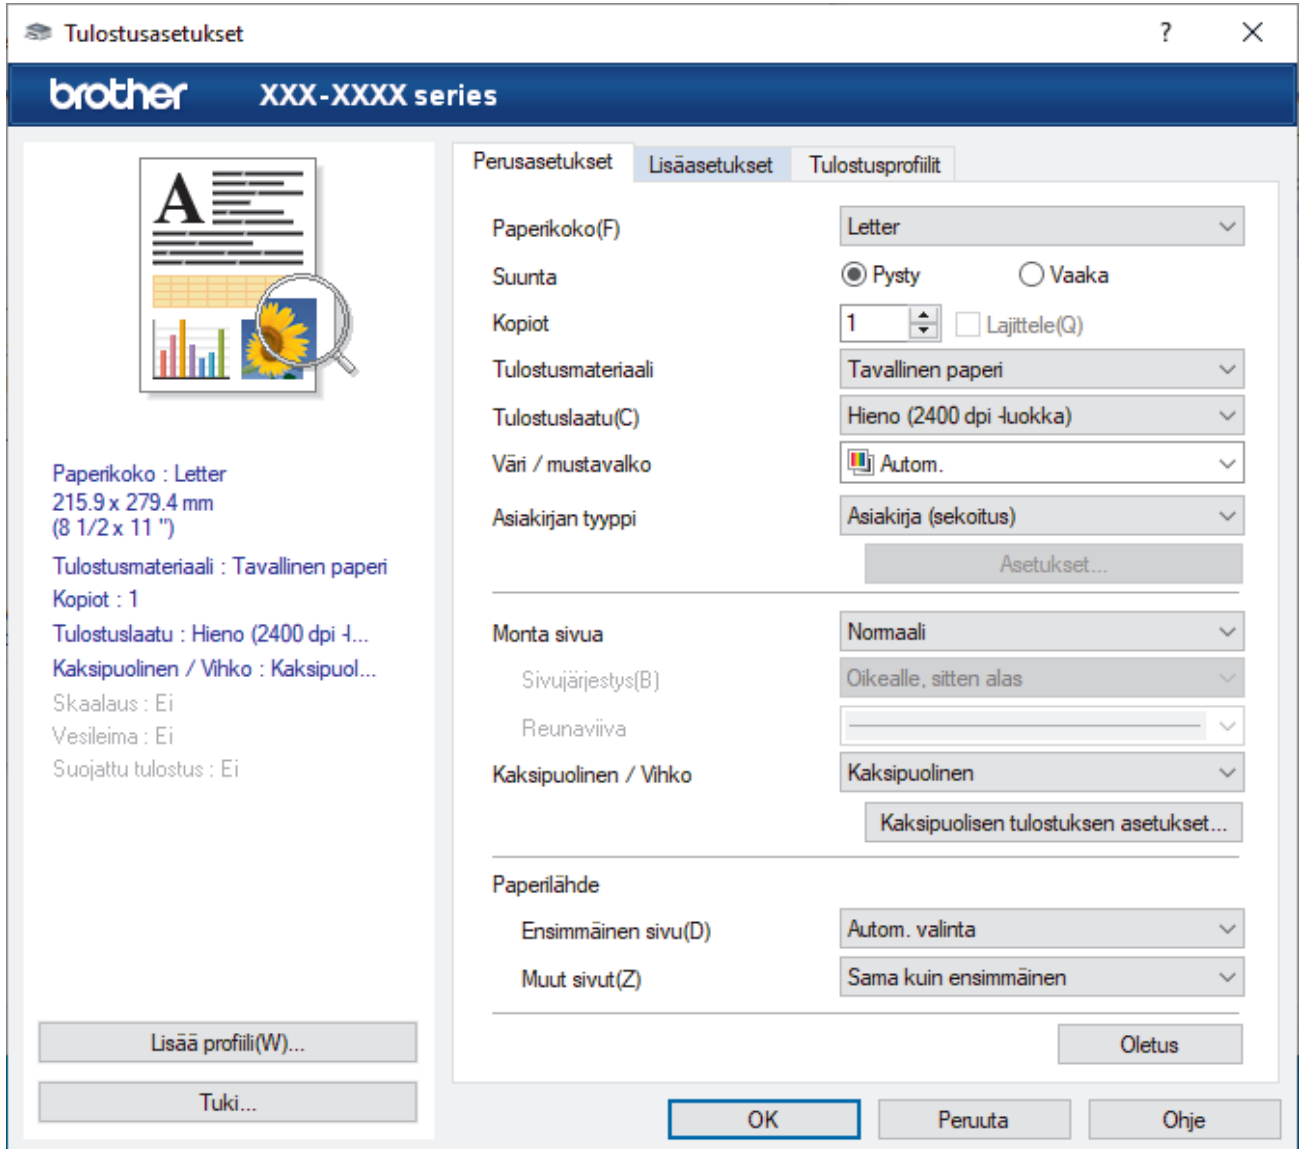 Tulostusasetukset
?
brother XXX-XXXX series
A
Paperikoko : Letter
215.9 x 279.4 mm
(8 1/2 x 11 ")
Tulostusmateriaali : Tavallinen paperi
Kopiot : 1
Tulostuslaatu : Hieno (2400 dpi -l...
Kaksipuolinen / Vihko : Kaksipuol...
Skaalaus : Ei
Vesileima : Ei
Suojattu tulostus : Ei
Lisää profiili(W)...
Tuki...
Perusasetukset Lisäasetukset Tulostusprofiilit
Paperikoko(F) Letter
Suunta Pysty Vaaka
Kopiot 1 Lajittele(Q)
Tulostusmateriaali Tavallinen paperi
Tulostuslaatu(C) Hieno (2400 dpi -luokka)
Väri / mustavalko Autom.
Asiakirjan tyyppi Asiakirja (sekoitus)
Asetukset...
Monta sivua Normaali
Sivujärjestys(B) Oikealle, sitten alas
Reunaviiva
Kaksipuolinen / Vihko Kaksipuolinen
Kaksipuolisen tulostuksen asetukset...
Paperilähde
Ensimmäinen sivu(D) Autom. valinta
Muut sivut(Z) Sama kuin ensimmäinen
Oletus
OK Peruuta Ohje